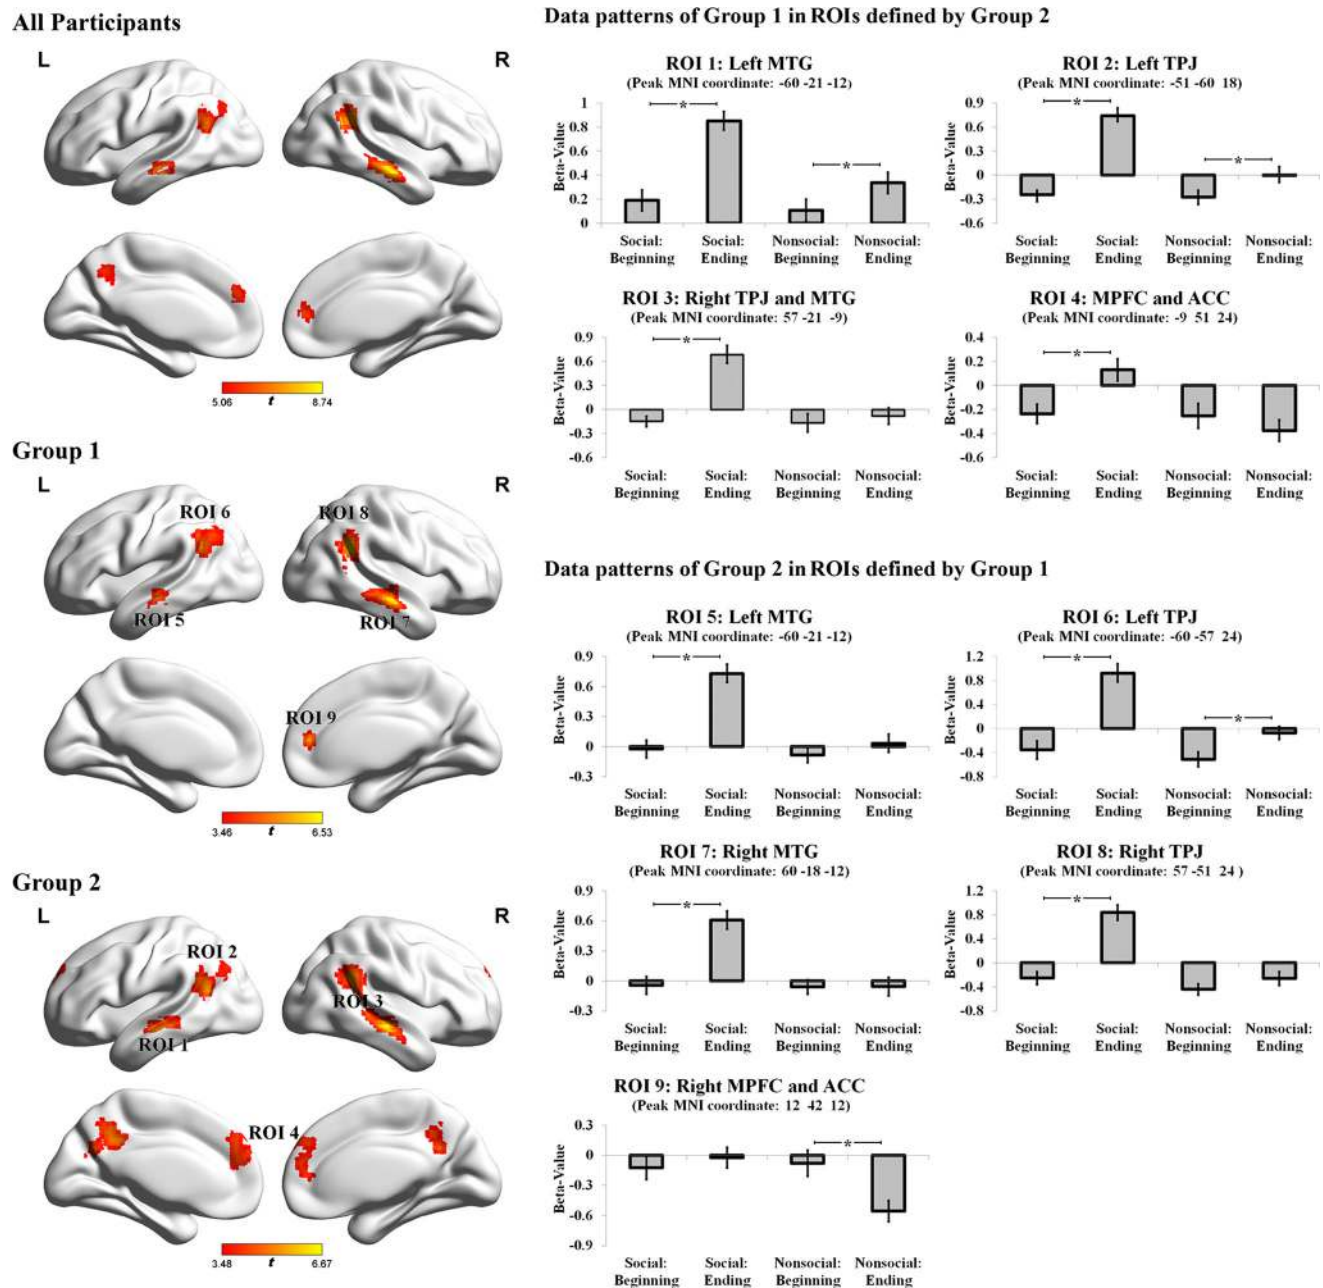 All Participants
L
R
5.06 t 8.74
Group 1
L
R
ROI 6
ROI 8
ROI 5
ROI 7
ROI 9
3.46 t 6.53
Group 2
L
R
ROI 2
ROI 3
ROI 1
ROI 4
3.48 t 6.67
Data patterns of Group 1 in ROIs defined by Group 2
ROI 1: Left MTG
(Peak MNI coordinate: -60 -21 -12)
Beta-Value
1
0.8
0.6
0.4
0.2
0
*
*
Social: Social: Nonsocial: Nonsocial:
Beginning Ending Beginning Ending
ROI 2: Left TPJ
(Peak MNI coordinate: -51 -60 18)
Beta-Value
0.9
0.6
0.3
0
-0.3
-0.6
*
*
Social: Social: Nonsocial: Nonsocial:
Beginning Ending Beginning Ending
ROI 3: Right TPJ and MTG
(Peak MNI coordinate: 57 -21 -9)
Beta-Value
0.9
0.6
0.3
0
-0.3
-0.6
*
Social: Social: Nonsocial: Nonsocial:
Beginning Ending Beginning Ending
ROI 4: MPFC and ACC
(Peak MNI coordinate: -9 51 24)
Beta-Value
0.4
0.2
0
-0.2
-0.4
-0.6
*
Social: Social: Nonsocial: Nonsocial:
Beginning Ending Beginning Ending
Data patterns of Group 2 in ROIs defined by Group 1
ROI 5: Left MTG
(Peak MNI coordinate: -60 -21 -12)
Beta-Value
0.9
0.6
0.3
0
-0.3
*
Social: Social: Nonsocial: Nonsocial:
Beginning Ending Beginning Ending
ROI 6: Left TPJ
(Peak MNI coordinate: -60 -57 24)
Beta-Value
1.2
0.8
0.4
0
-0.4
-0.8
*
*
Social: Social: Nonsocial: Nonsocial:
Beginning Ending Beginning Ending
ROI 7: Right MTG
(Peak MNI coordinate: 60 -18 -12)
Beta-Value
0.9
0.6
0.3
0
-0.3
*
Social: Social: Nonsocial: Nonsocial:
Beginning Ending Beginning Ending
ROI 8: Right TPJ
(Peak MNI coordinate: 57 -51 24 )
Beta-Value
1.2
0.8
0.4
0
-0.4
-0.8
*
Social: Social: Nonsocial: Nonsocial:
Beginning Ending Beginning Ending
ROI 9: Right MPFC and ACC
(Peak MNI coordinate: 12 42 12)
Beta-Value
0.3
0
-0.3
-0.6
-0.9
*
Social: Social: Nonsocial: Nonsocial:
Beginning Ending Beginning Ending